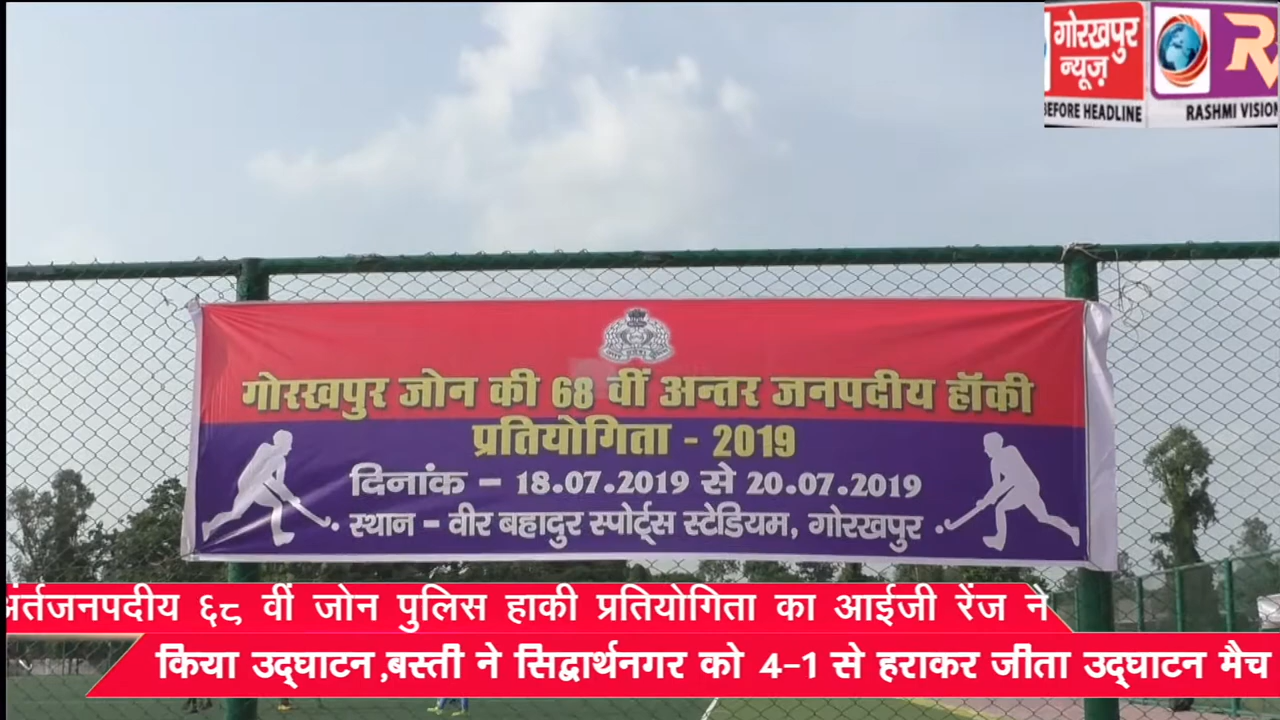 गोरखपुर
न्यूज़
BEFORE HEADLINE
RASHMI VISION
गोरखपुर जोन की 68 वीं अन्तर जनपदीय हॉकी
प्रतियोगिता - 2019
दिनांक - 18.07.2019 से 20.07.2019
स्थान - वीर बहादुर स्पोर्ट्स स्टेडियम, गोरखपुर
अंर्तजनपदीय ६८ वीं जोन पुलिस हाकी प्रतियोगिता का आईजी रेंज ने
किया उद्घाटन,बस्ती ने सिद्वार्थनगर को 4-1 से हराकर जीता उद्घाटन मैच